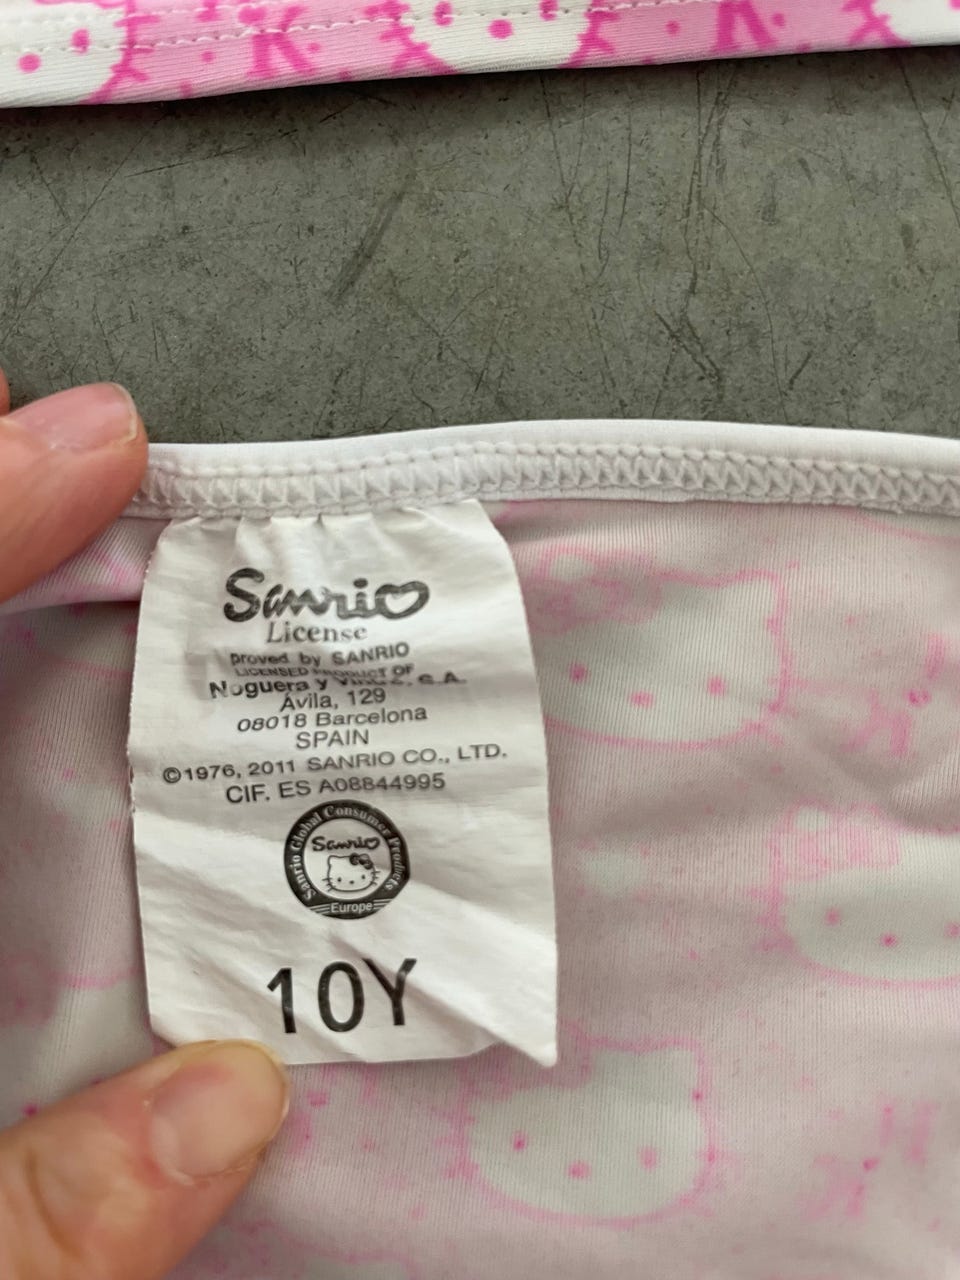 Sanrio
License
proved by SANRIO
LICENSED PRODUCT OF
Noguera y S.A.
Ávila, 129
08018 Barcelona
SPAIN
©1976, 2011 SANRIO CO., LTD.
CIF. ES A08844995
Sanrio Global Consumer Products
Sanrio
Europe
10Y